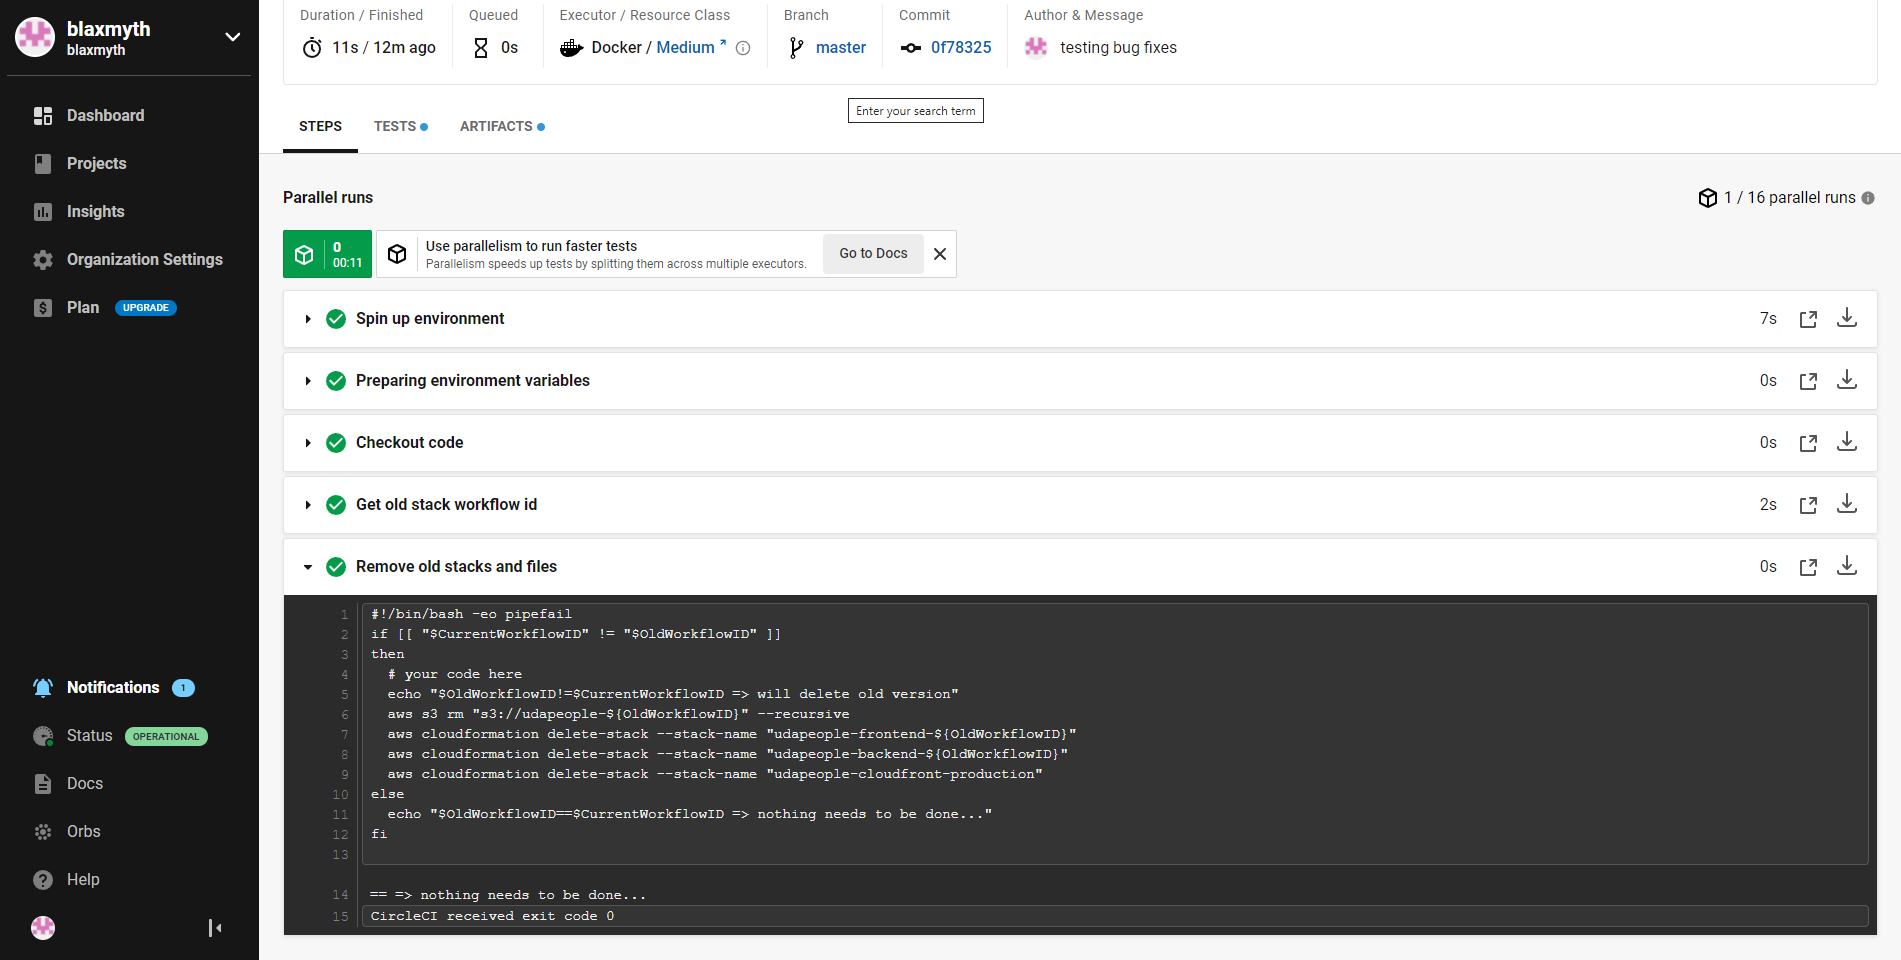 blaxmyth
blaxmyth
Dashboard
Projects
Insights
Organization Settings
Plan UPGRADE
Notifications 1
Status OPERATIONAL
Docs
Orbs
Help
Duration / Finished
11s / 12m ago
Queued
0s
Executor / Resource Class
Docker / Medium
Branch
master
Commit
0f78325
Author & Message
testing bug fixes
Enter your search term
STEPS TESTS ARTIFACTS
Parallel runs
1 / 16 parallel runs
0
00:11
Use parallelism to run faster tests
Parallelism speeds up tests by splitting them across multiple executors.
Go to Docs
Spin up environment 7s
Preparing environment variables 0s
Checkout code 0s
Get old stack workflow id 2s
Remove old stacks and files 0s
1 #!/bin/bash -eo pipefail
2 if [[ "$CurrentWorkflowID" != "$OldWorkflowID" ]]
3 then
4   # your code here
5   echo "$OldWorkflowID!=$CurrentWorkflowID => will delete old version"
6   aws s3 rm "s3://udapeople-${OldWorkflowID}" --recursive
7   aws cloudformation delete-stack --stack-name "udapeople-frontend-${OldWorkflowID}"
8   aws cloudformation delete-stack --stack-name "udapeople-backend-${OldWorkflowID}"
9   aws cloudformation delete-stack --stack-name "udapeople-cloudfront-production"
10 else
11   echo "$OldWorkflowID==$CurrentWorkflowID => nothing needs to be done..."
12 fi
13
14 == => nothing needs to be done...
15 CircleCI received exit code 0